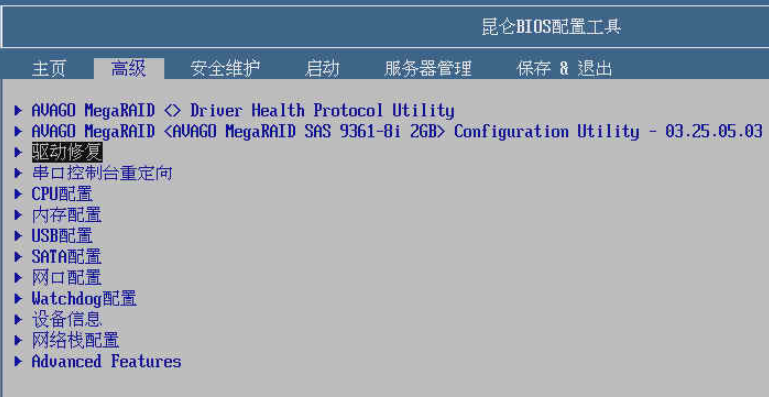 昆仑BIOS配置工具
主页 高级 安全维护 启动 服务器管理 保存 & 退出
AVAGO MegaRAID <> Driver Health Protocol Utility
AVAGO MegaRAID <AVAGO MegaRAID SAS 9361-8i 2GB> Configuration Utility - 03.25.05.03
驱动修复
串口控制台重定向
CPU配置
内存配置
USB配置
SATA配置
网口配置
Watchdog配置
设备信息
网络栈配置
Advanced Features